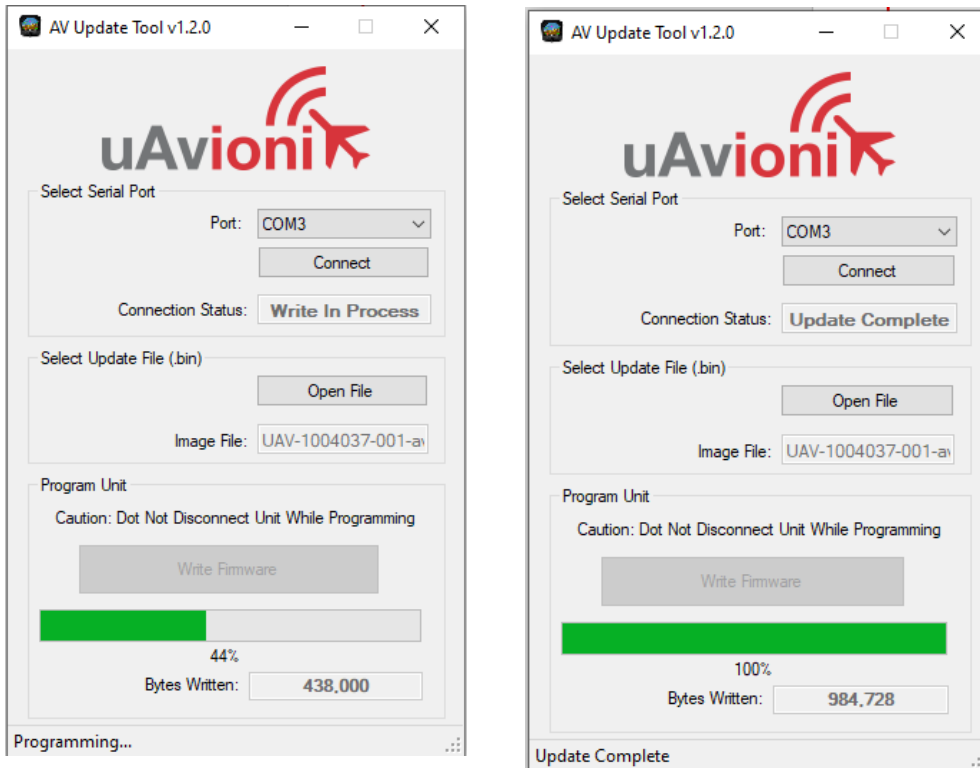 AV Update Tool v1.2.0
uAvionix
Select Serial Port
Port: COM3
Connect
Connection Status: Write In Process
Select Update File (.bin)
Open File
Image File: UAV-1004037-001-av
Program Unit
Caution: Dot Not Disconnect Unit While Programming
Write Firmware
44%
Bytes Written: 438,000
Programming...
AV Update Tool v1.2.0
uAvionix
Select Serial Port
Port: COM3
Connect
Connection Status: Update Complete
Select Update File (.bin)
Open File
Image File: UAV-1004037-001-av
Program Unit
Caution: Dot Not Disconnect Unit While Programming
Write Firmware
100%
Bytes Written: 984,728
Update Complete